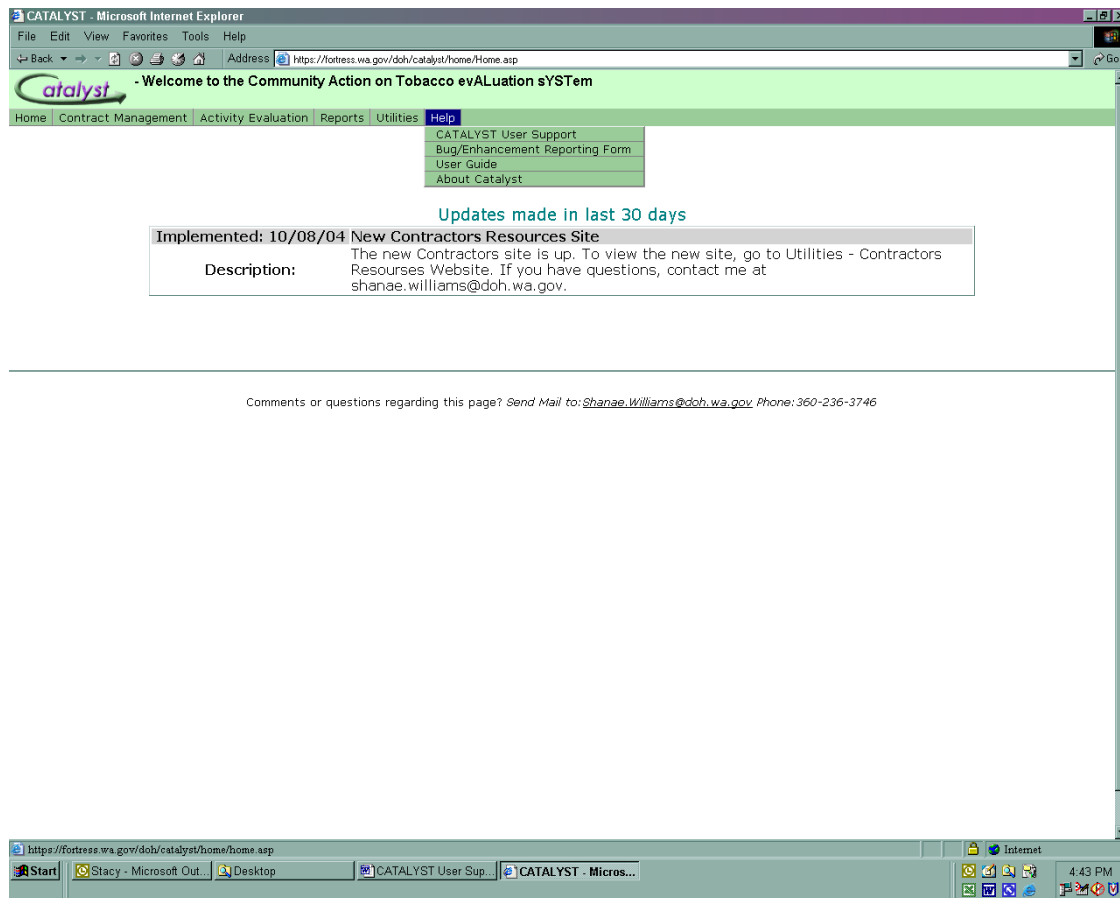 CATALYST - Microsoft Internet Explorer
File Edit View Favorites Tools Help
Back Address https://fortress.wa.gov/doh/catalyst/home/Home.asp Go
Catalyst - Welcome to the Community Action on Tobacco evALuation sYSTem
Home Contract Management Activity Evaluation Reports Utilities Help
CATALYST User Support
Bug/Enhancement Reporting Form
User Guide
About Catalyst
Updates made in last 30 days
Implemented: 10/08/04 New Contractors Resources Site
Description: The new Contractors site is up. To view the new site, go to Utilities - Contractors
Resourses Website. If you have questions, contact me at
shanae.williams@doh.wa.gov.
Comments or questions regarding this page? Send Mail to: Shanae.Williams@doh.wa.gov Phone: 360-236-3746
https://fortress.wa.gov/doh/catalyst/home/home.asp Internet
Start Stacy - Microsoft Out... Desktop CATALYST User Sup... CATALYST - Micros... 4:43 PM